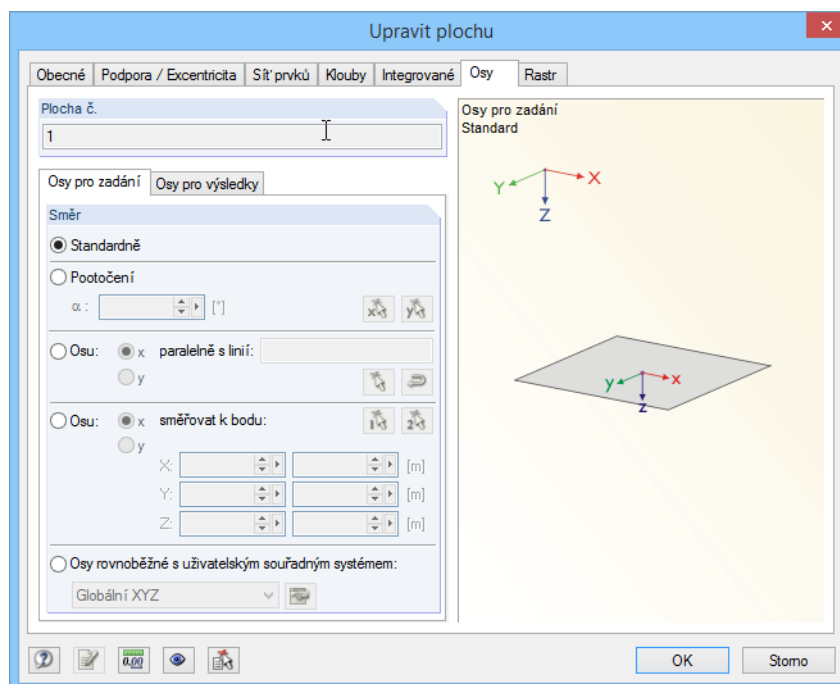 Upravit plochu
Obecné Podpora / Excentricita Síť prvků Klouby Integrované Osy Rastr
Plocha č.
1
Osy pro zadání Osy pro výsledky
Směr
Standardně
Pootočení
α : [°]
x y
Osu: x paralelně s linií:
y
Osu: x směřovat k bodu:
1 2
y
X: [m]
Y: [m]
Z: [m]
Osy rovnoběžné s uživatelským souřadným systémem:
Globální XYZ
Osy pro zadání
Standard
Y X
Z
y x
z
0.00
OK Storno